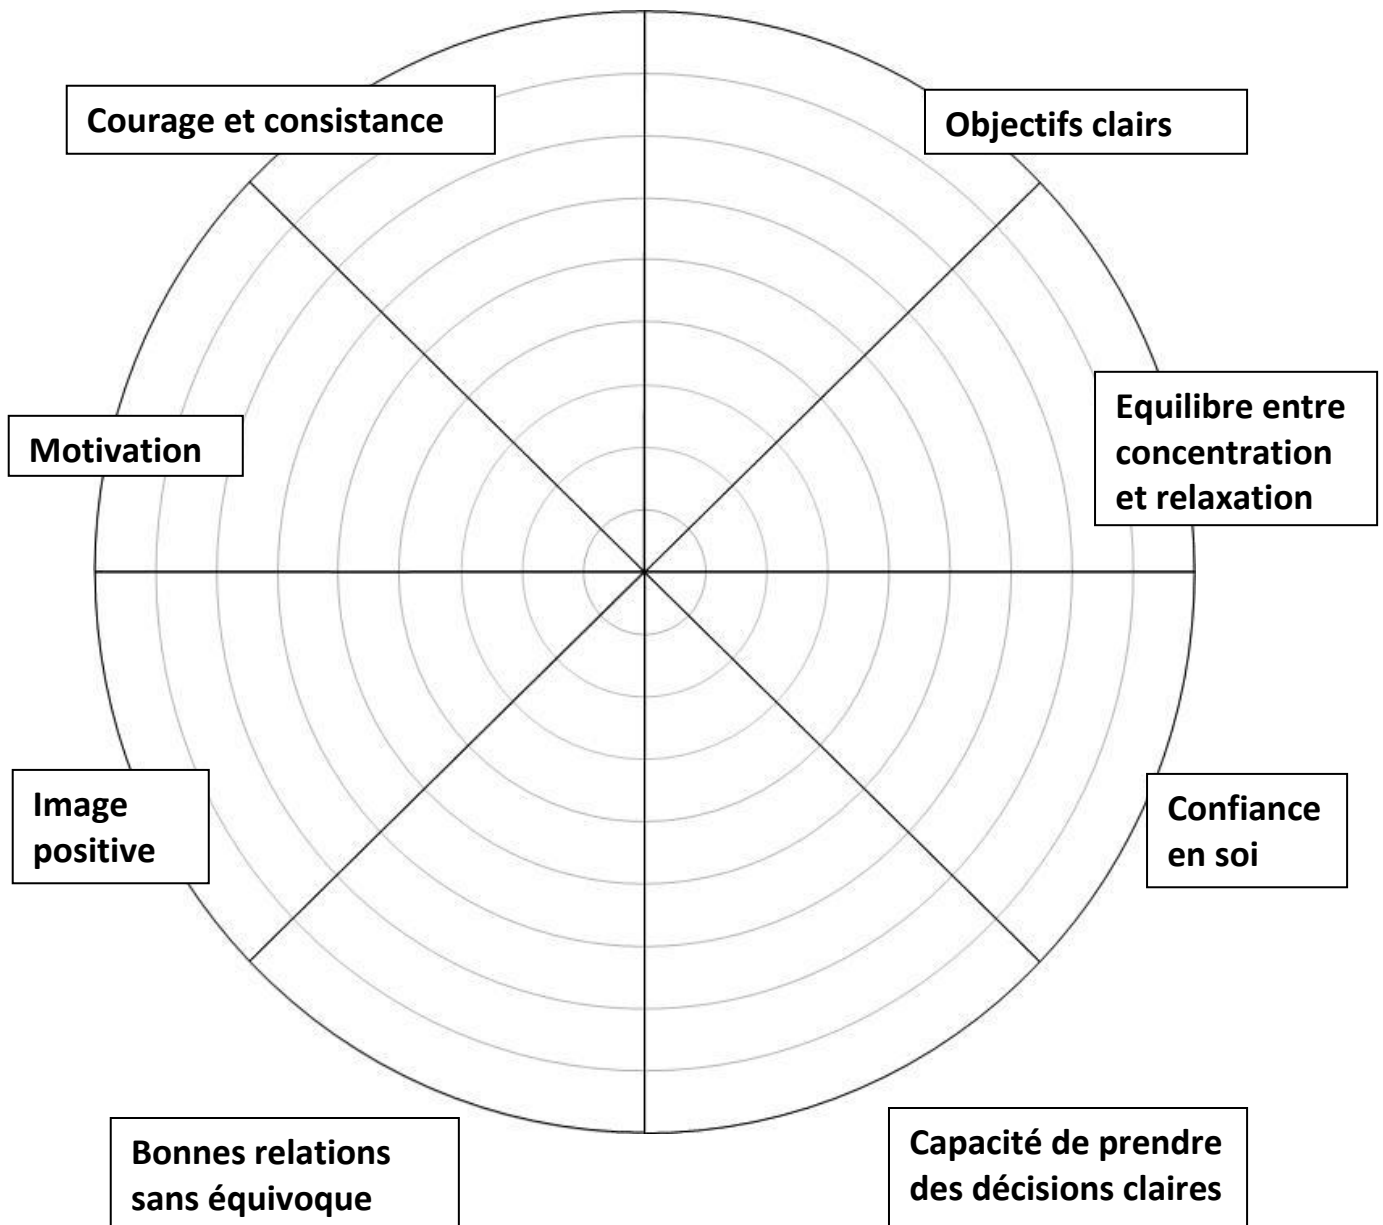 Courage et consistance
Objectifs clairs
Equilibre entre
concentration
et relaxation
Motivation
Image
positive
Confiance
en soi
Bonnes relations
sans équivoque
Capacité de prendre
des décisions claires